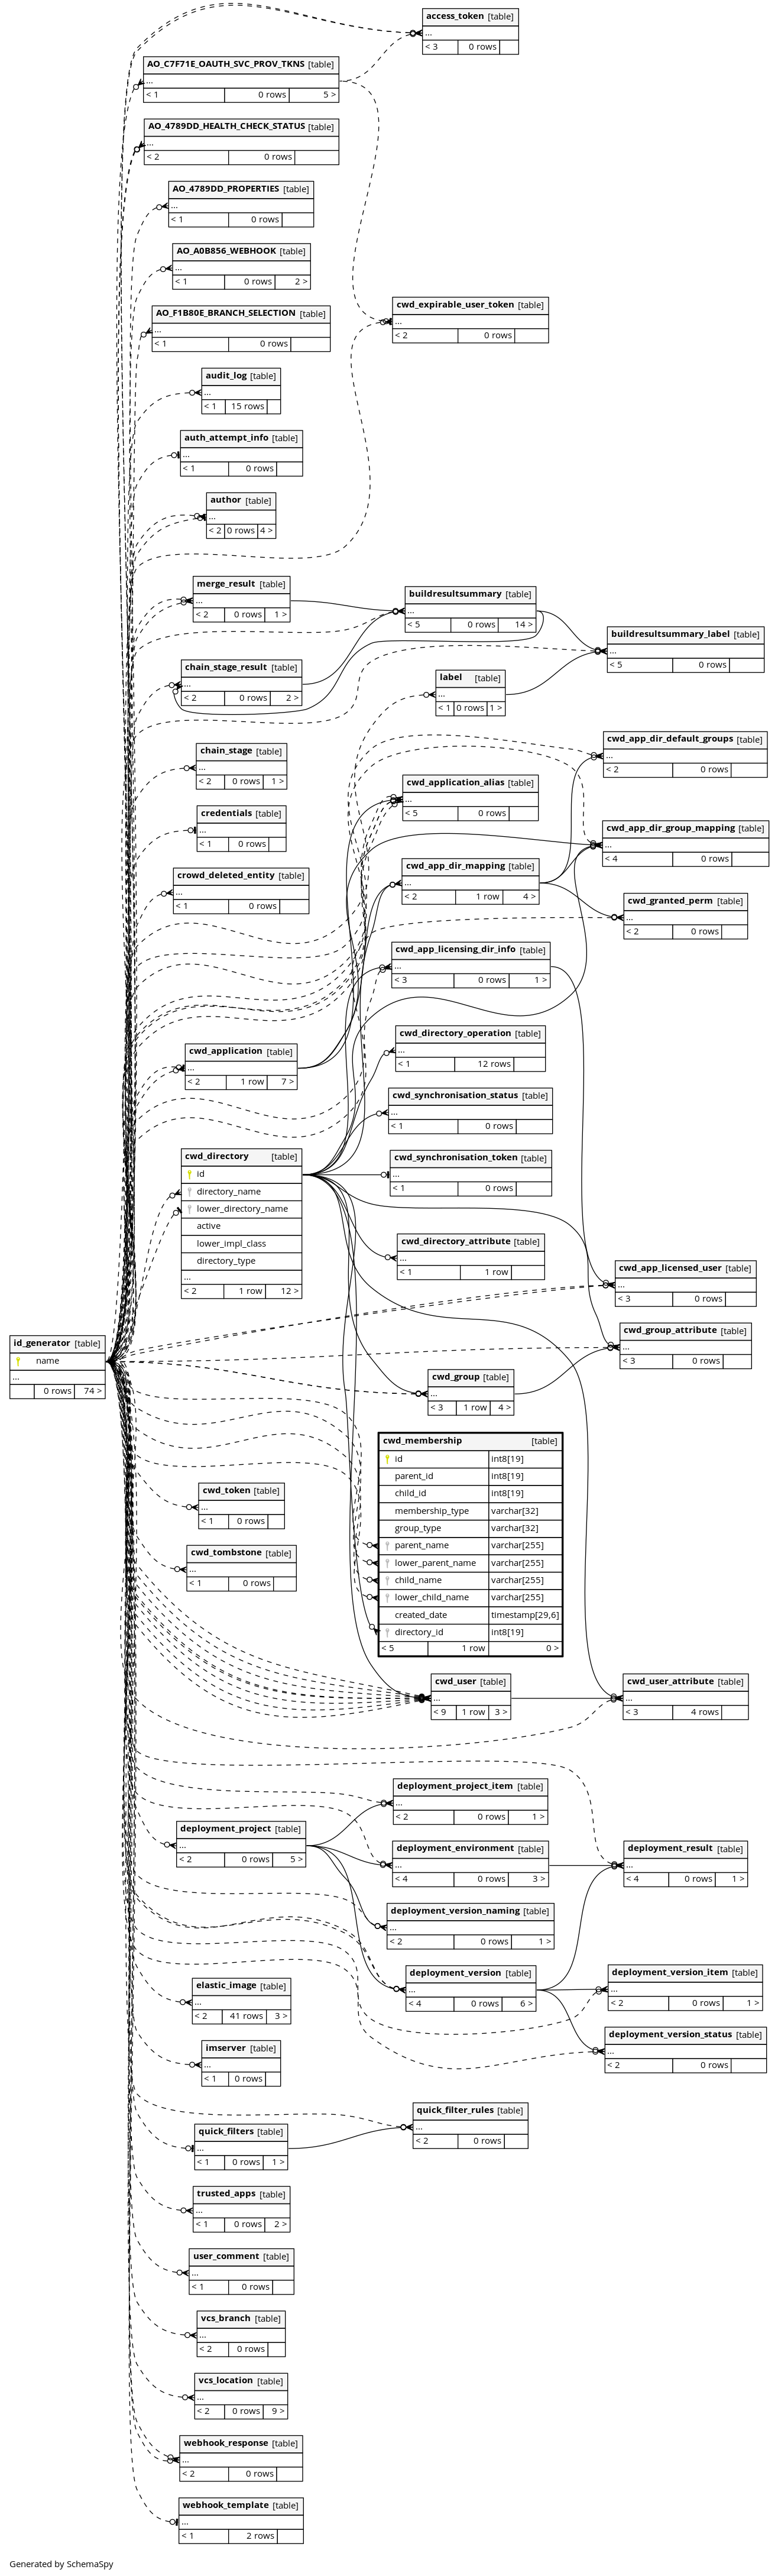 access_token [table]
...
< 3 0 rows
AO_C7F71E_OAUTH_SVC_PROV_TKNS [table]
...
< 1 0 rows 5 >
AO_4789DD_HEALTH_CHECK_STATUS [table]
...
< 2 0 rows
AO_4789DD_PROPERTIES [table]
...
< 1 0 rows
AO_A0B856_WEBHOOK [table]
...
< 1 0 rows 2 >
AO_F1B80E_BRANCH_SELECTION [table]
...
< 1 0 rows
cwd_expirable_user_token [table]
...
< 2 0 rows
audit_log [table]
...
< 1 15 rows
auth_attempt_info [table]
...
< 1 0 rows
author [table]
...
< 2 0 rows 4 >
merge_result [table]
...
< 2 0 rows 1 >
buildresultsummary [table]
...
< 5 0 rows 14 >
buildresultsummary_label [table]
...
< 5 0 rows
chain_stage_result [table]
...
< 2 0 rows 2 >
label [table]
...
< 1 0 rows 1 >
chain_stage [table]
...
< 2 0 rows 1 >
cwd_app_dir_default_groups [table]
...
< 2 0 rows
credentials [table]
...
< 1 0 rows
cwd_application_alias [table]
...
< 5 0 rows
cwd_app_dir_group_mapping [table]
...
< 4 0 rows
crowd_deleted_entity [table]
...
< 1 0 rows
cwd_app_dir_mapping [table]
...
< 2 1 row 4 >
cwd_granted_perm [table]
...
< 2 0 rows
cwd_app_licensing_dir_info [table]
...
< 3 0 rows 1 >
cwd_application [table]
...
< 2 1 row 7 >
cwd_directory_operation [table]
...
< 1 12 rows
cwd_synchronisation_status [table]
...
< 1 0 rows
cwd_directory [table]
id
directory_name
lower_directory_name
active
lower_impl_class
directory_type
...
< 2 1 row 12 >
cwd_synchronisation_token [table]
...
< 1 0 rows
cwd_directory_attribute [table]
...
< 1 1 row
cwd_app_licensed_user [table]
...
< 3 0 rows
id_generator [table]
name
...
0 rows 74 >
cwd_group_attribute [table]
...
< 3 0 rows
cwd_group [table]
...
< 3 1 row 4 >
cwd_membership [table]
id int8[19]
parent_id int8[19]
child_id int8[19]
membership_type varchar[32]
group_type varchar[32]
parent_name varchar[255]
lower_parent_name varchar[255]
child_name varchar[255]
lower_child_name varchar[255]
created_date timestamp[29,6]
directory_id int8[19]
< 5 1 row 0 >
cwd_token [table]
...
< 1 0 rows
cwd_tombstone [table]
...
< 1 0 rows
cwd_user [table]
...
< 9 1 row 3 >
cwd_user_attribute [table]
...
< 3 4 rows
deployment_project_item [table]
...
< 2 0 rows 1 >
deployment_project [table]
...
< 2 0 rows 5 >
deployment_environment [table]
...
< 4 0 rows 3 >
deployment_result [table]
...
< 4 0 rows 1 >
deployment_version_naming [table]
...
< 2 0 rows 1 >
deployment_version [table]
...
< 4 0 rows 6 >
deployment_version_item [table]
...
< 2 0 rows 1 >
elastic_image [table]
...
< 2 41 rows 3 >
deployment_version_status [table]
...
< 2 0 rows
imserver [table]
...
< 1 0 rows
quick_filter_rules [table]
...
< 2 0 rows
quick_filters [table]
...
< 1 0 rows 1 >
trusted_apps [table]
...
< 1 0 rows 2 >
user_comment [table]
...
< 1 0 rows
vcs_branch [table]
...
< 2 0 rows
vcs_location [table]
...
< 2 0 rows 9 >
webhook_response [table]
...
< 2 0 rows
webhook_template [table]
...
< 1 2 rows
Generated by SchemaSpy